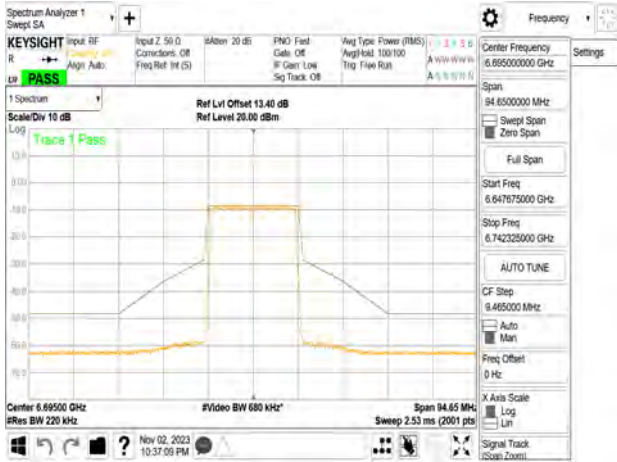 Spectrum Analyzer 1
Swept SA
+
Frequency
KEYSIGHT
R
PASS
Input: RF
Align: Auto
Input Z: 50 Ω
Corrections: Off
Freq Ref: Int (S)
#Atten: 20 dB
PNO: Fast
Gate: Off
IF Gain: Low
Sig Track: Off
Avg Type: Power (RMS)
Avg|Hold: 100/100
Trig: Free Run
1 Spectrum
Scale/Div 10 dB
Ref Lvl Offset 13.40 dB
Ref Level 20.00 dBm
Log
Trace 1 Pass
Center 6.69500 GHz
#Res BW 220 kHz
#Video BW 680 kHz*
Span 94.65 MHz
Sweep 2.53 ms (2001 pts
Center Frequency
6.695000000 GHz
Settings
Span
94.6500000 MHz
Swept Span
Zero Span
Full Span
Start Freq
6.647675000 GHz
Stop Freq
6.742325000 GHz
AUTO TUNE
CF Step
9.465000 MHz
Auto
Man
Freq Offset
0 Hz
X Axis Scale
Log
Lin
Signal Track
(Span Zoom)
?
Nov 02, 2023
10:37:09 PM